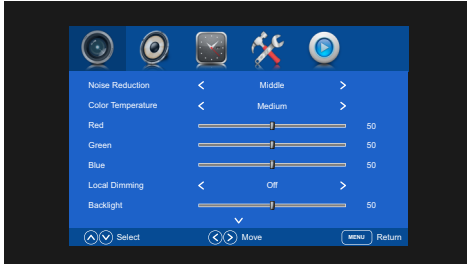 Noise Reduction Middle
Color Temperature Medium
Red 50
Green 50
Blue 50
Local Dimming Off
Backlight 50
Select Move MENU Return